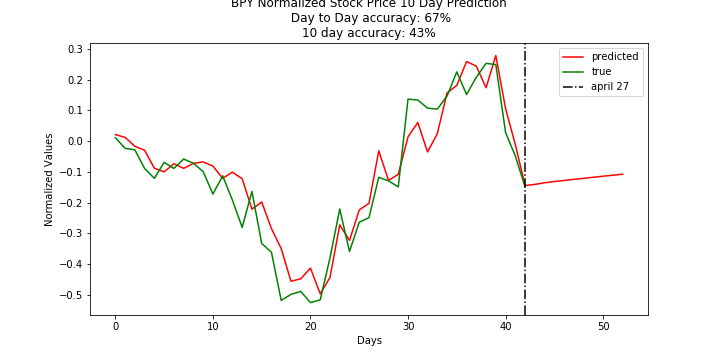 BPY Normalized Stock Price 10 Day Prediction
Day to Day accuracy: 67%
10 day accuracy: 43%
predicted
true
april 27
Normalized Values
0.3
0.2
0.1
0.0
−0.1
−0.2
−0.3
−0.4
−0.5
0 10 20 30 40 50
Days